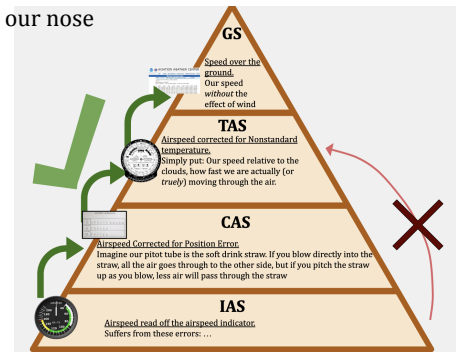 our nose
GS
Speed over the
ground.
Our speed
without the
effect of wind
TAS
Airspeed corrected for Nonstandard
temperature.
Simply put: Our speed relative to the
clouds, how fast we are actually (or
truely) moving through the air.
CAS
Airspeed Corrected for Position Error.
Imagine our pitot tube is the soft drink straw. If you blow directly into the
straw, all the air goes through to the other side, but if you pitch the straw
up as you blow, less air will pass through the straw
IAS
Airspeed read off the airspeed indicator.
Suffers from these errors: …